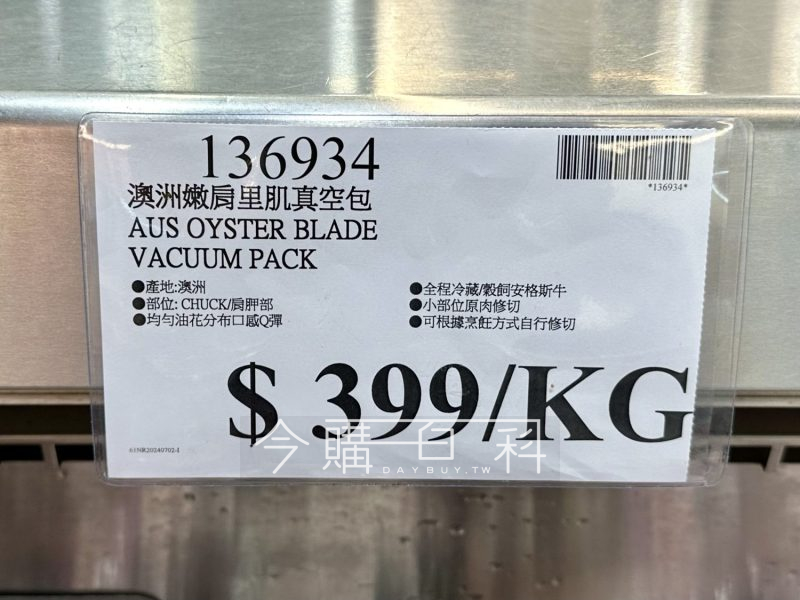 136934
*136934*
澳洲嫩肩里肌真空包
AUS OYSTER BLADE
VACUUM PACK
●產地:澳洲
●部位: CHUCK/肩胛部
●均勻油花分布口感Q彈
●全程冷藏/穀飼安格斯牛
●小部位原肉修切
●可根據烹飪方式自行修切
$ 399/KG
61NR20240702-1
今購百科
DAYBUY.TW